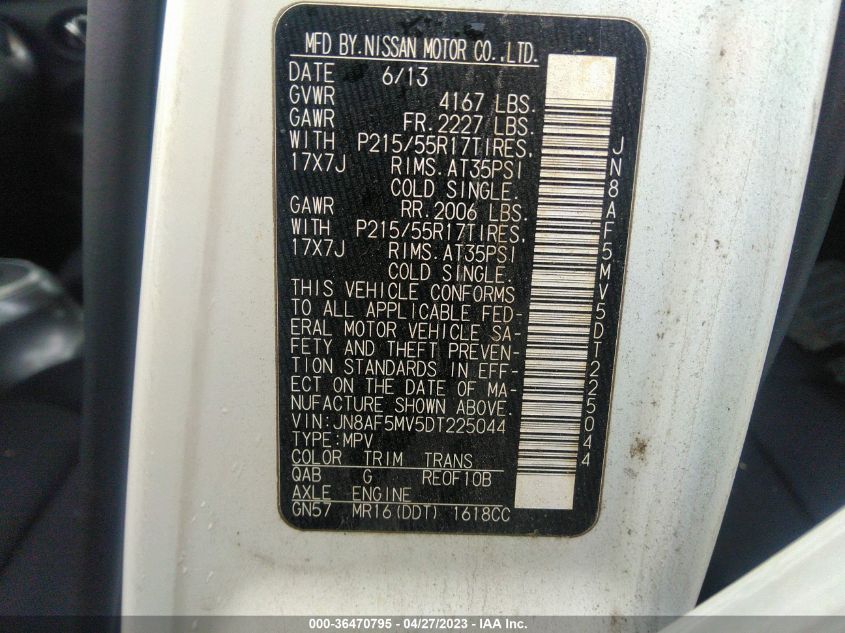 MFD BY.NISSAN MOTOR CO.,LTD.
DATE 6/13
GVWR 4167 LBS.
GAWR FR.2227 LBS.
WITH P215/55R17TIRES,
17X7J RIMS.AT35PSI
COLD SINGLE.
GAWR RR.2006 LBS.
WITH P215/55R17TIRES,
17X7J RIMS.AT35PSI
COLD SINGLE.
THIS VEHICLE CONFORMS
TO ALL APPLICABLE FED-
ERAL MOTOR VEHICLE SA-
FETY AND THEFT PREVEN-
TION STANDARDS IN EFF-
ECT ON THE DATE OF MA-
NUFACTURE SHOWN ABOVE.
VIN:JN8AF5MV5DT225044
TYPE:MPV
COLOR TRIM TRANS
QAB G RE0F10B
AXLE ENGINE
GN57 MR16(DDT) 1618CC
JN8AF5MV5DT225044
000-36470795 - 04/27/2023 - IAA Inc.